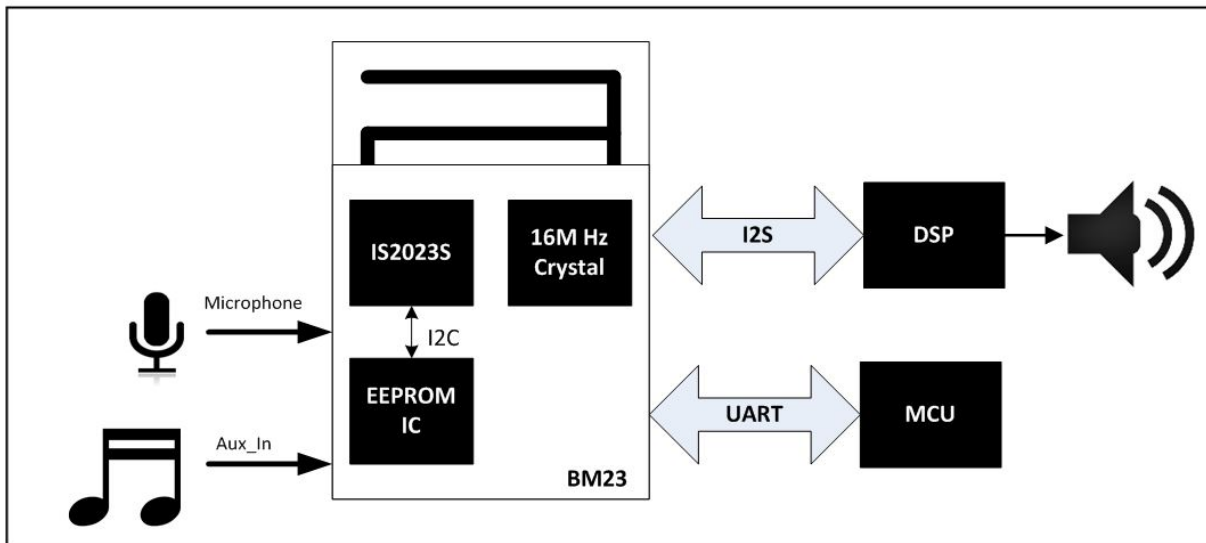 IS2023S
16M Hz
Crystal
I2S
DSP
Microphone
I2C
EEPROM
IC
UART
MCU
Aux_In
BM23